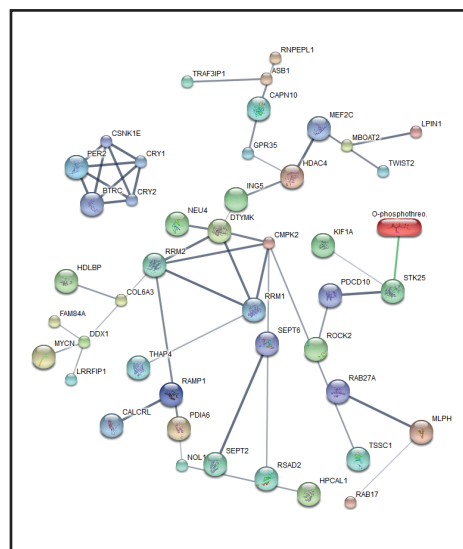 RNPEPL1
TRAF3IP1
ASB1
CAPN10
MEF2C
LPIN1
MBOAT2
CSNK1E
PER2
CRY1
GPR35
TWIST2
HDAC4
BTRC
CRY2
ING5
NEU4
DTYMK
O-phosphothreo.
KIF1A
CMPK2
RRM2
STK25
HDLBP
PDCD10
COL6A3
RRM1
FAM84A
DDX1
SEPT6
MYCN
THAP4
ROCK2
LRRFIP1
RAMP1
RAB27A
CALCRL
PDIA6
MLPH
NOL1
SEPT2
TSSC1
RSAD2
HPCAL1
RAB17